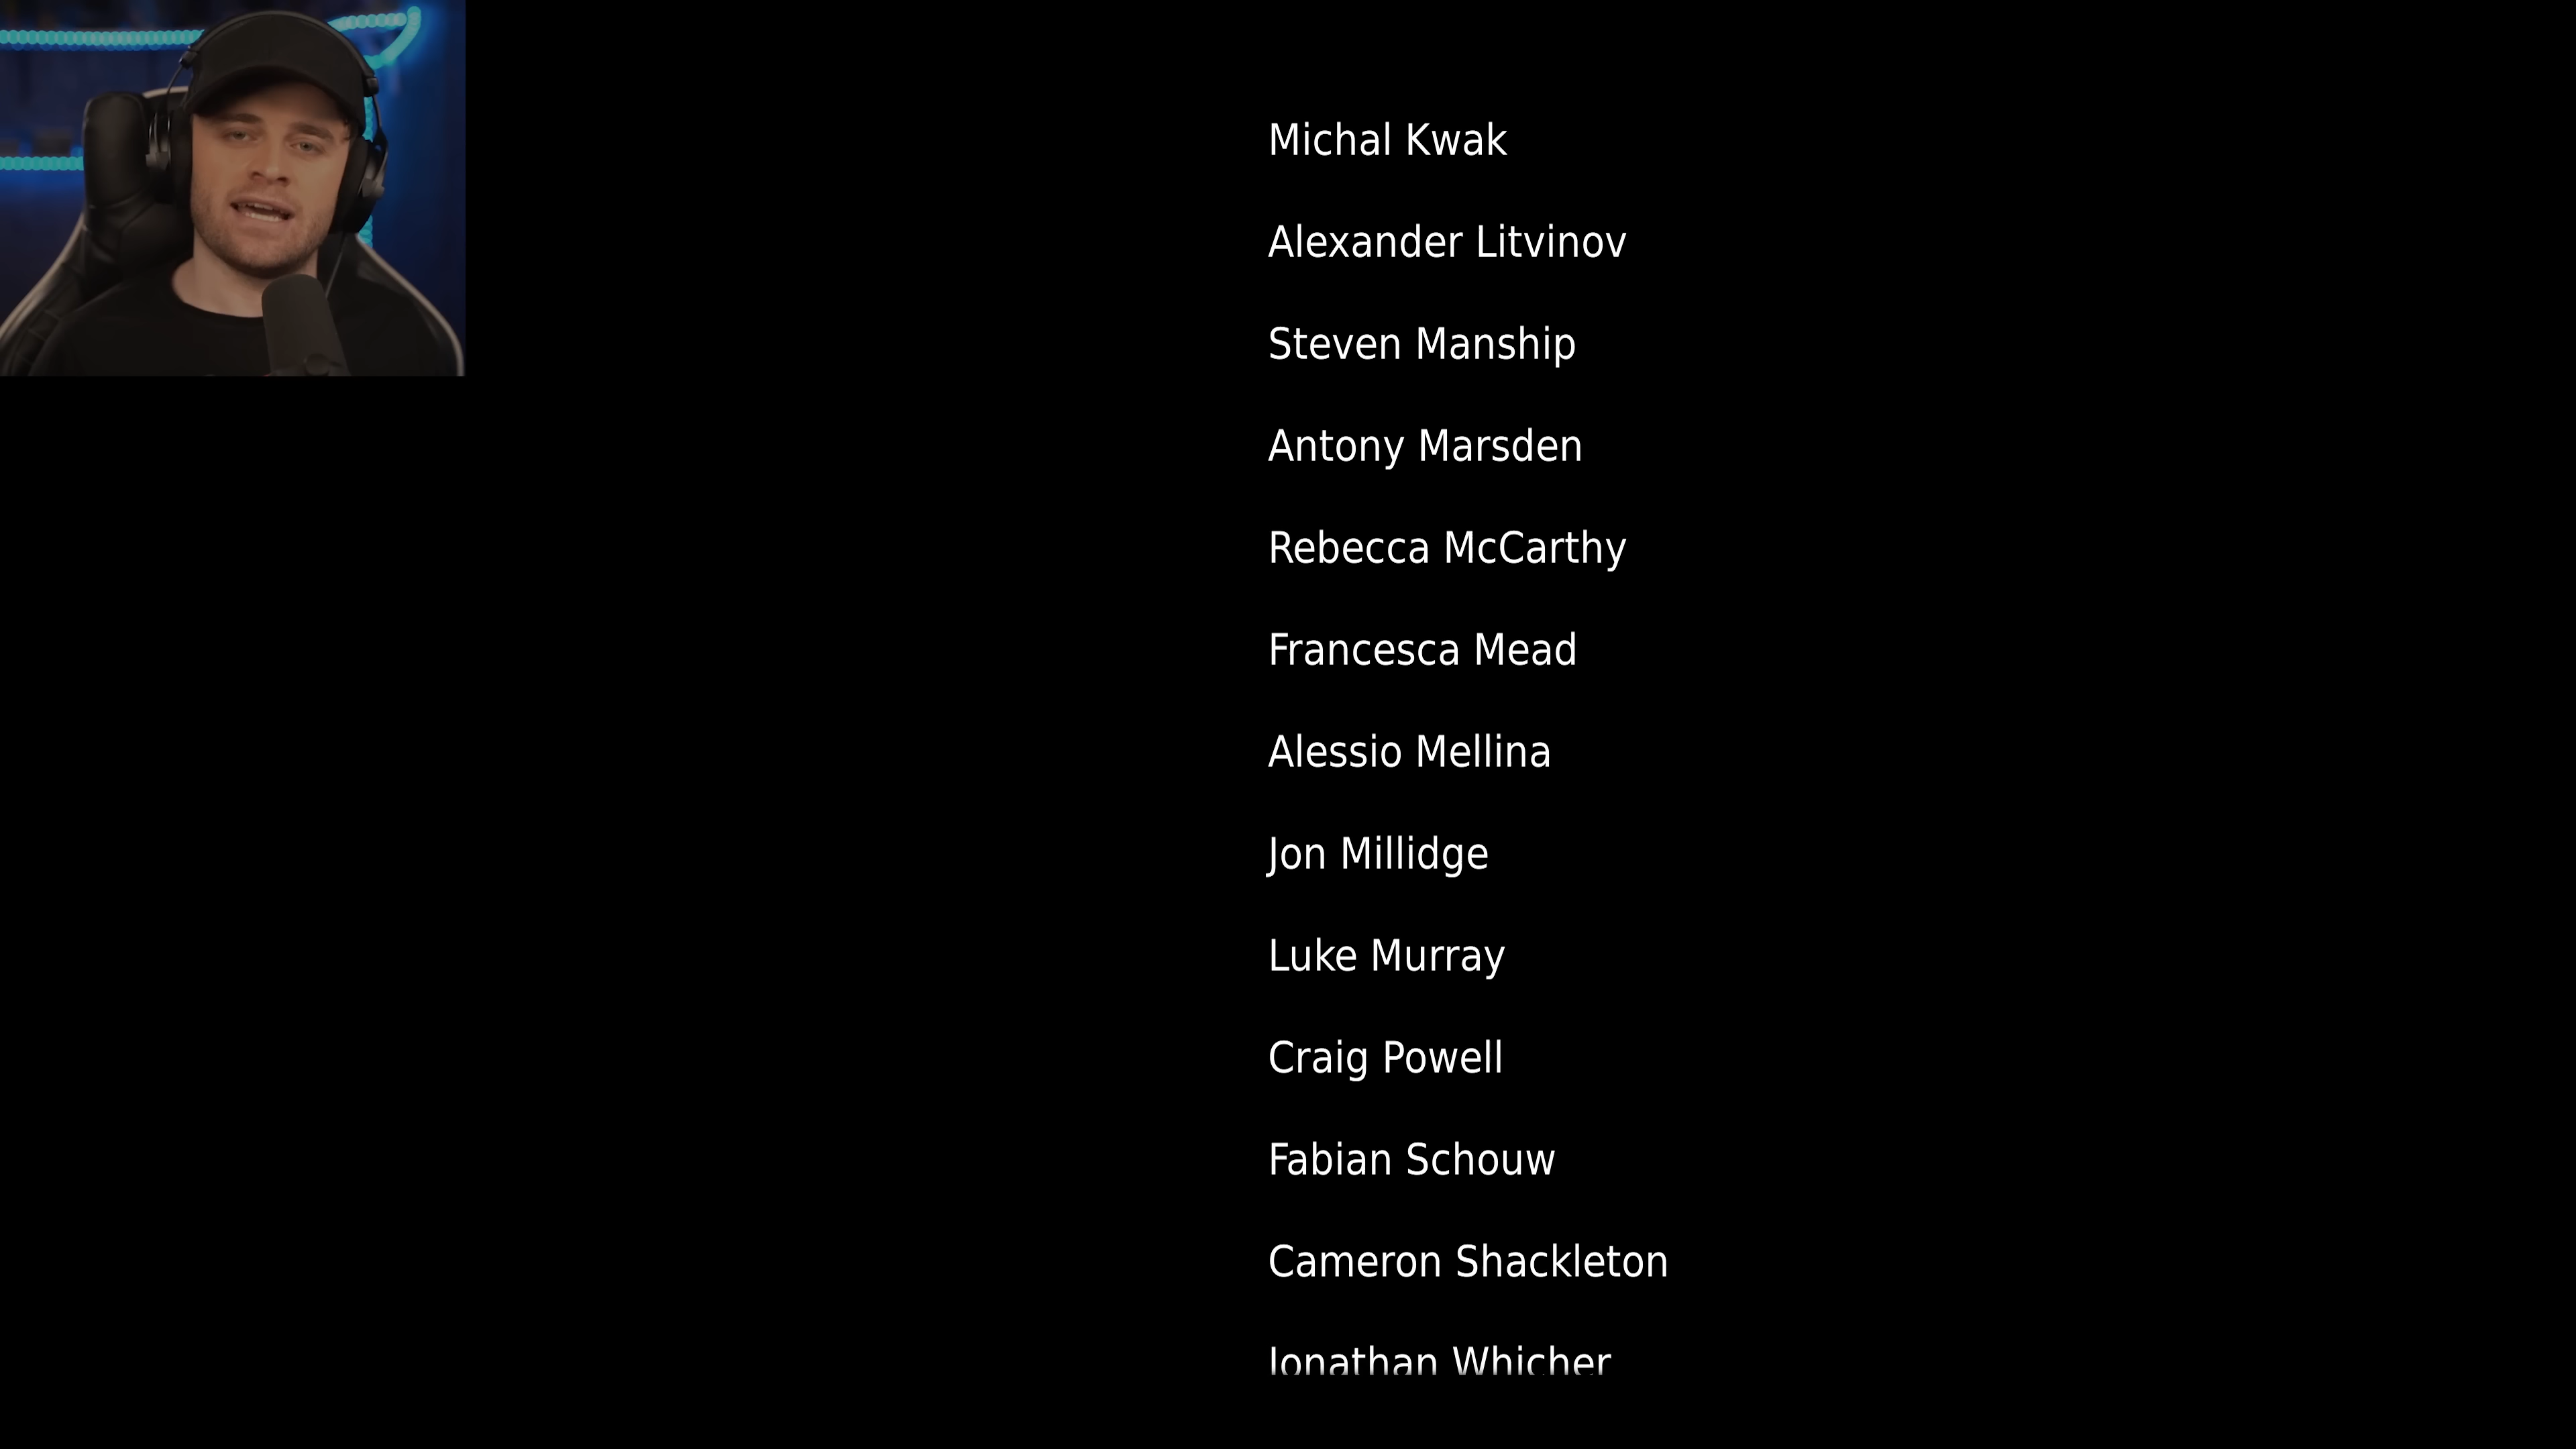 Michal Kwak
Alexander Litvinov
Steven Manship
Antony Marsden
Rebecca McCarthy
Francesca Mead
Alessio Mellina
Jon Millidge
Luke Murray
Craig Powell
Fabian Schouw
Cameron Shackleton
Jonathan Whicher